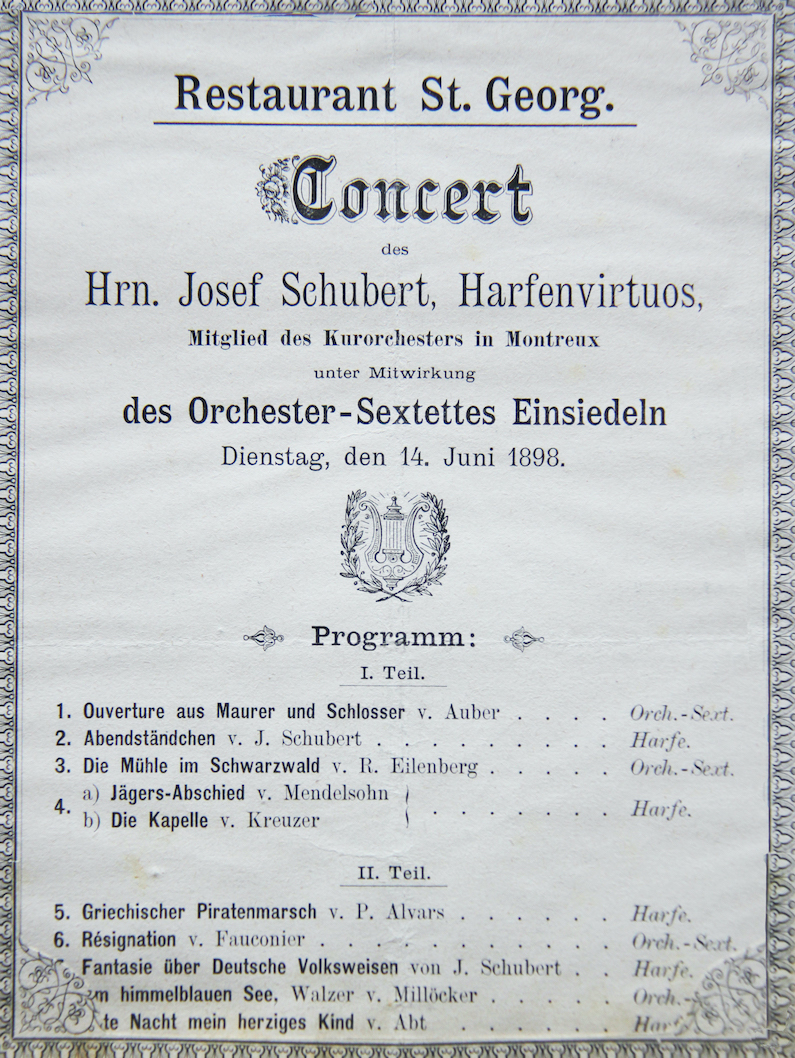 Restaurant St. Georg.
Concert
des
Hrn. Josef Schubert, Harfenvirtuos,
Mitglied des Kurorchesters in Montreux
unter Mitwirkung
des Orchester-Sextettes Einsiedeln
Dienstag, den 14. Juni 1898.
Programm:
I. Teil.
1. Ouverture aus Maurer und Schlosser v. Auber . . . . Orch.-Sext.
2. Abendständchen v. J. Schubert . . . . . . . . . Harfe.
3. Die Mühle im Schwarzwald v. R. Eilenberg . . . . . Orch.-Sext.
4. a) Jägers-Abschied v. Mendelsohn
b) Die Kapelle v. Kreuzer . . . . . . . Harfe.
II. Teil.
5. Griechischer Piratenmarsch v. P. Alvars . . . . . . Harfe.
6. Résignation v. Fauconier . . . . . . . . . . . Orch.-Sext.
Fantasie über Deutsche Volksweisen von J. Schubert . . Harfe.
m himmelblauen See, Walzer v. Millöcker . . . . . Orch.-
te Nacht mein herziges Kind v. Abt . . . . . . Harf